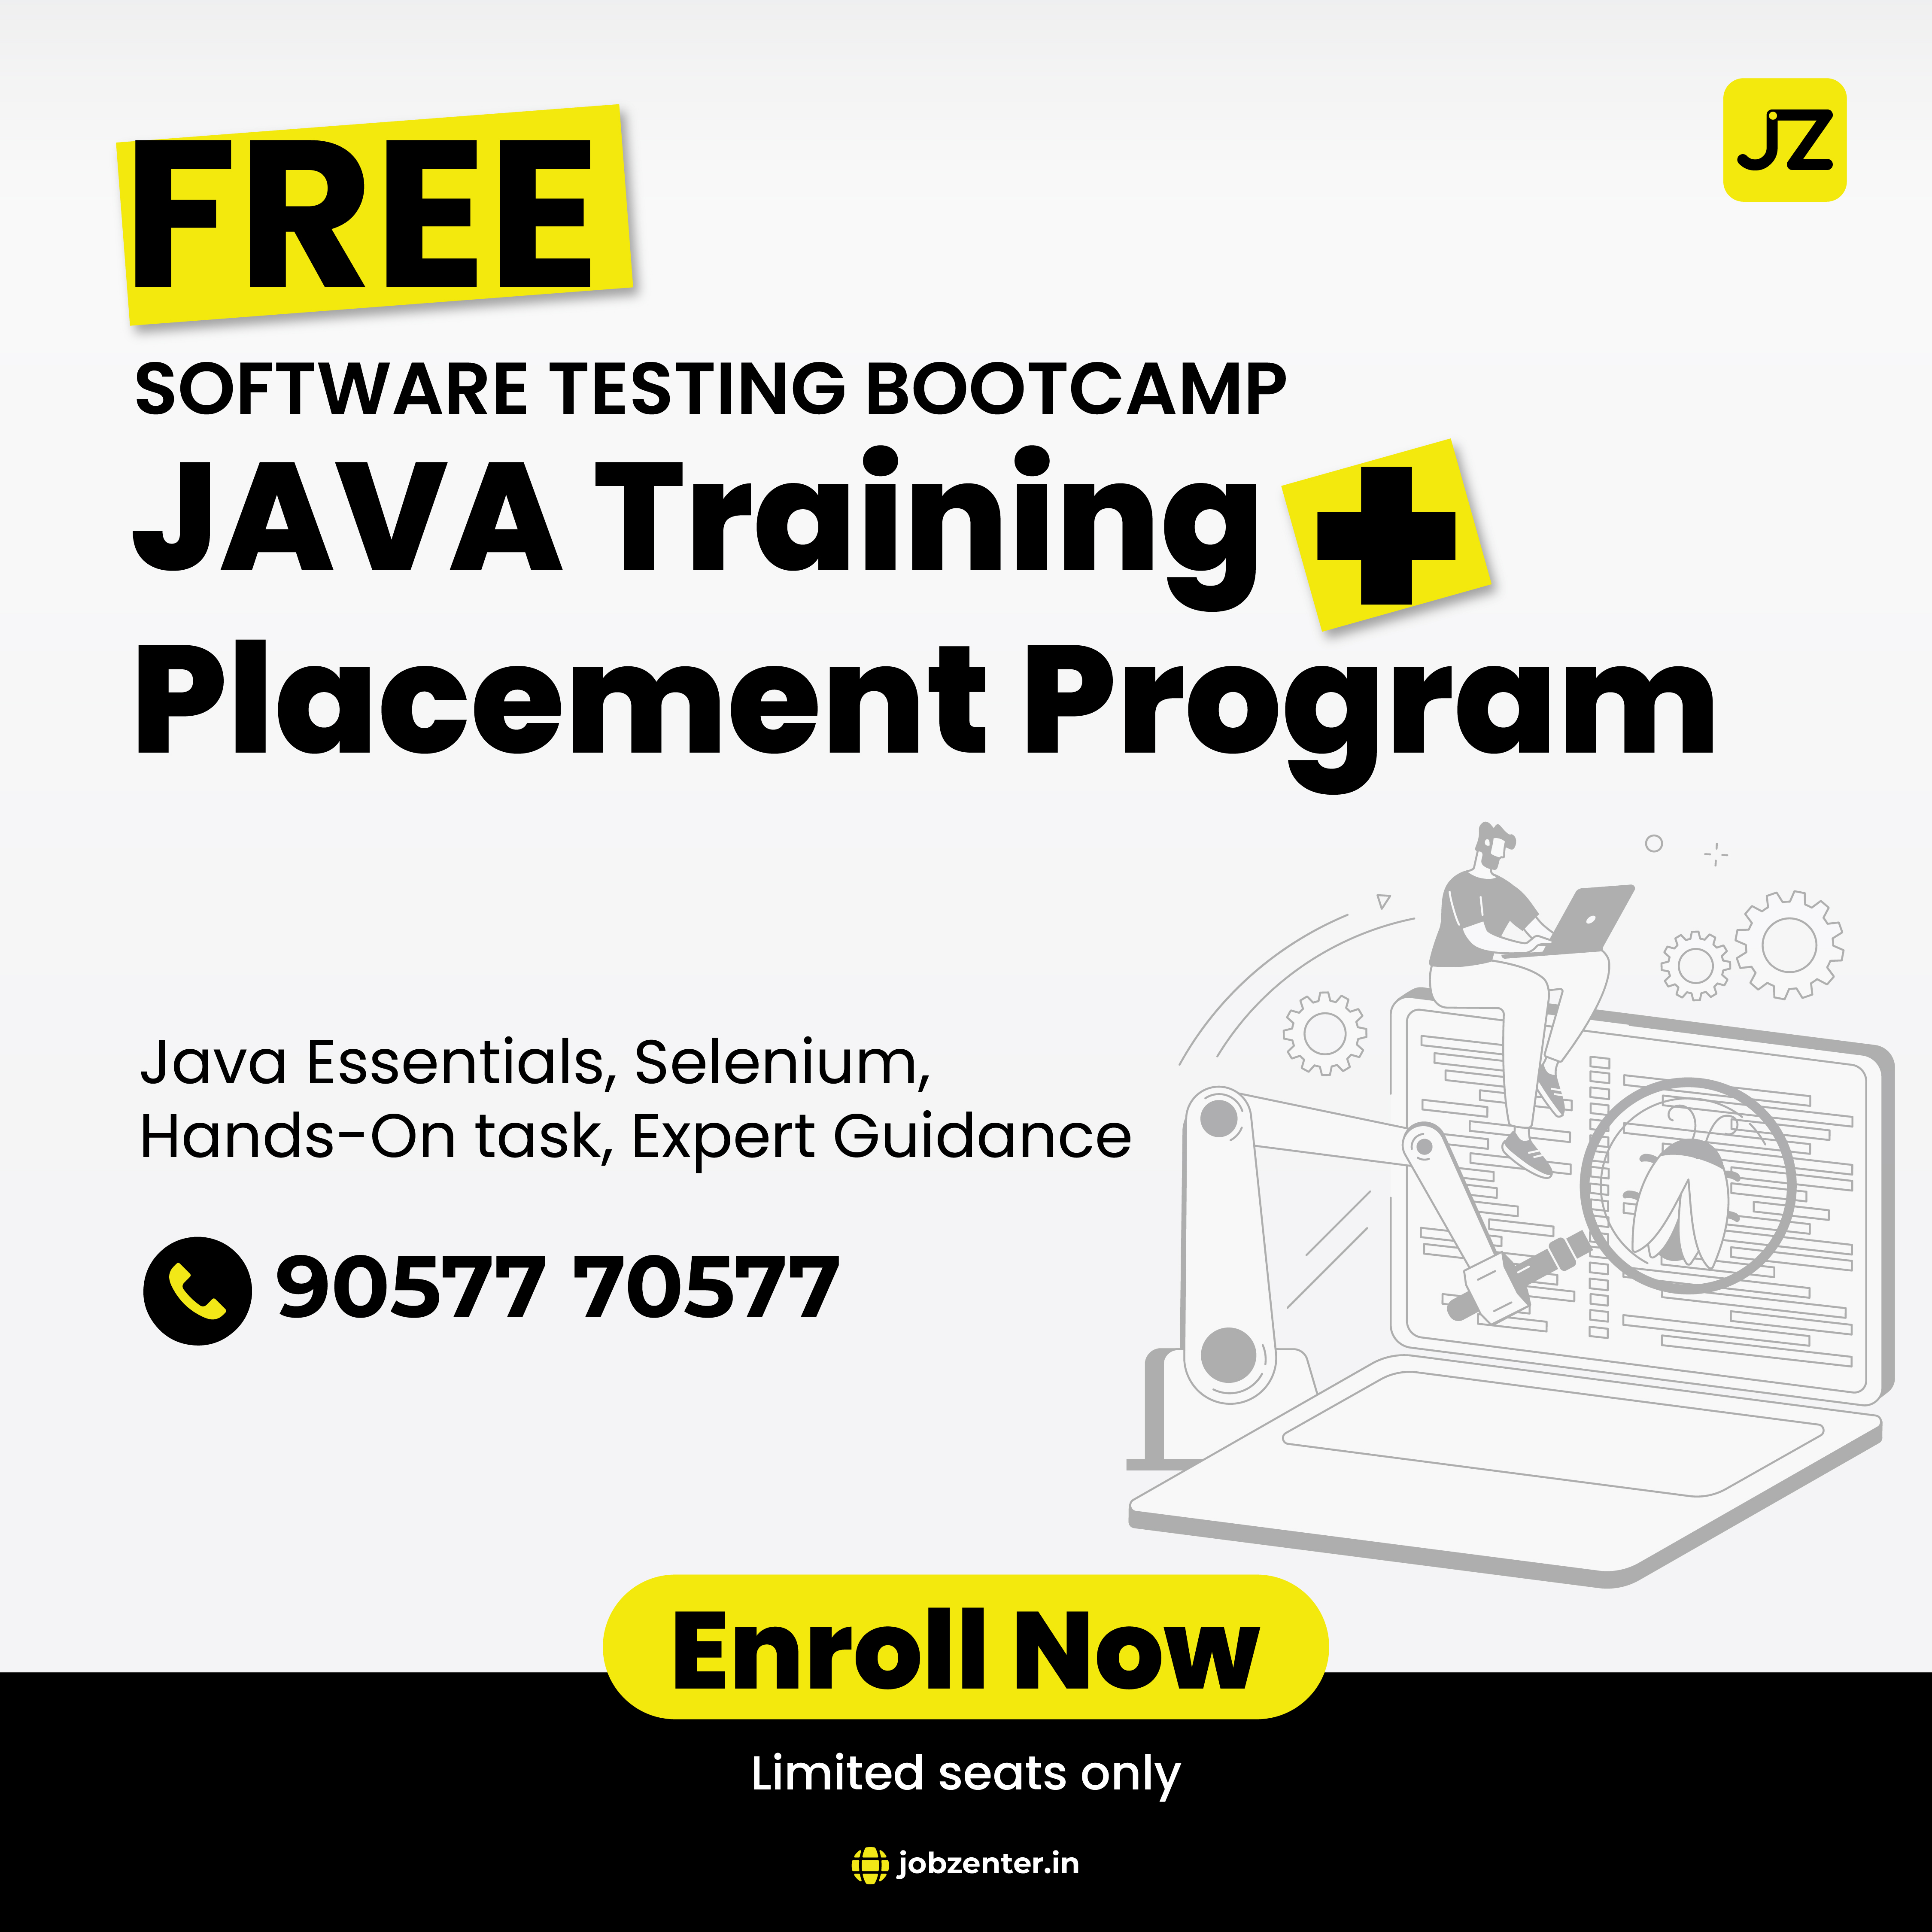 FREE
JZ
SOFTWARE TESTING BOOTCAMP
JAVA Training +
Placement Program
Java Essentials, Selenium,
Hands-On task, Expert Guidance
90577 70577
Enroll Now
Limited seats only
jobzenter.in